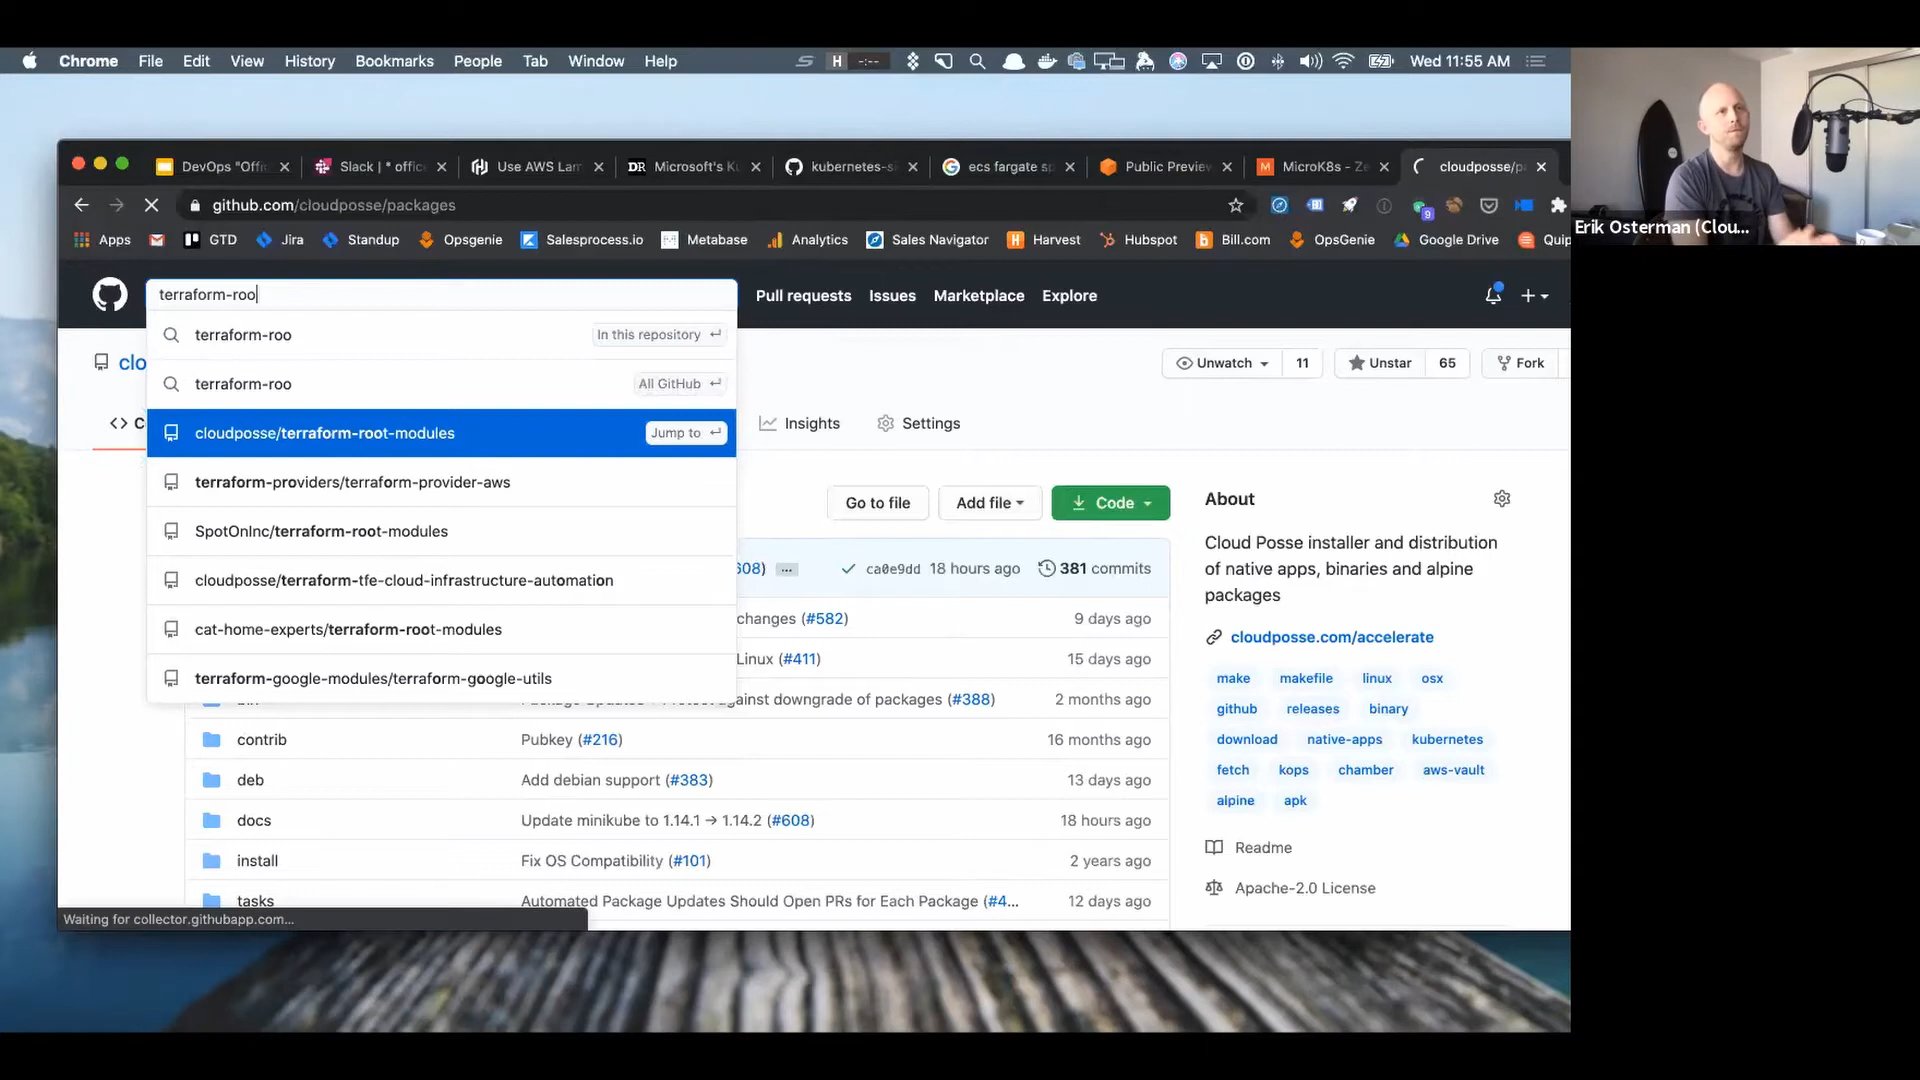 Chrome File Edit View History Bookmarks People Tab Window Help H -:-- Wed 11:55 AM
DevOps "Offi Slack | * offic Use AWS Lam DR Microsoft's Ku kubernetes-si ecs fargate sp Public Preview MicroK8s - Ze cloudposse/p
github.com/cloudposse/packages 9
Apps GTD Jira Standup Opsgenie Salesprocess.io Metabase Analytics Sales Navigator Harvest Hubspot Bill.com OpsGenie Google Drive Quip
Erik Osterman (Clou...
terraform-roo
Pull requests Issues Marketplace Explore
terraform-roo In this repository
terraform-roo All GitHub
cloudposse/terraform-root-modules Jump to
terraform-providers/terraform-provider-aws
SpotOnInc/terraform-root-modules
cloudposse/terraform-tfe-cloud-infrastructure-automation
cat-home-experts/terraform-root-modules
terraform-google-modules/terraform-google-utils
clo
Unwatch 11 Unstar 65 Fork
<> C Insights Settings
Go to file Add file Code
608) ... ca0e9dd 18 hours ago 381 commits
changes (#582) 9 days ago
Linux (#411) 15 days ago
against downgrade of packages (#388) 2 months ago
contrib Pubkey (#216) 16 months ago
deb Add debian support (#383) 13 days ago
docs Update minikube to 1.14.1 → 1.14.2 (#608) 18 hours ago
install Fix OS Compatibility (#101) 2 years ago
tasks Automated Package Updates Should Open PRs for Each Package (#4... 12 days ago
About
Cloud Posse installer and distribution
of native apps, binaries and alpine
packages
cloudposse.com/accelerate
make makefile linux osx
github releases binary
download native-apps kubernetes
fetch kops chamber aws-vault
alpine apk
Readme
Apache-2.0 License
Waiting for collector.githubapp.com...